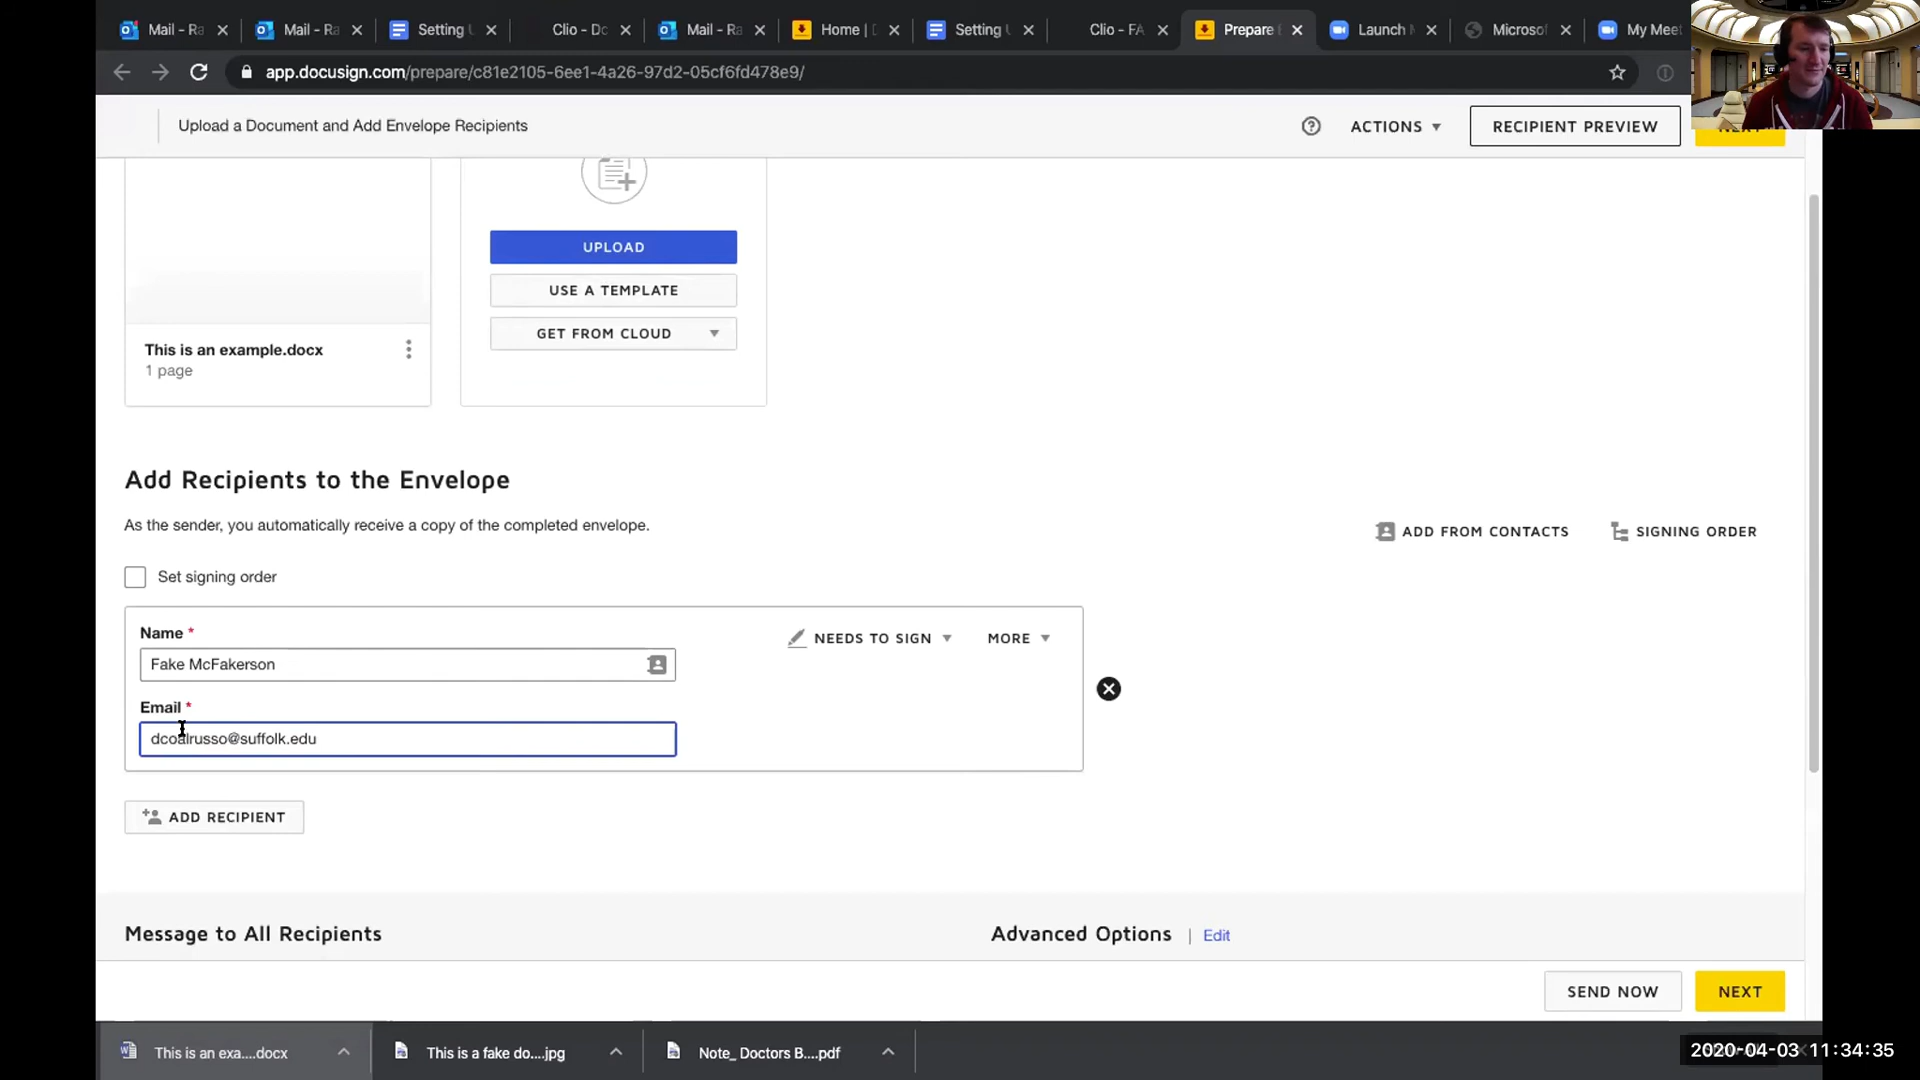 Mail - Ra
Mail - Ra
Setting
Clio - Dc
Mail - Ra
Home | D
Setting
Clio - FA
Prepare
Launch
Microsof
My Meet
app.docusign.com/prepare/c81e2105-6ee1-4a26-97d2-05cf6fd478e9/
Upload a Document and Add Envelope Recipients
ACTIONS
RECIPIENT PREVIEW
UPLOAD
USE A TEMPLATE
GET FROM CLOUD
This is an example.docx
1 page
Add Recipients to the Envelope
As the sender, you automatically receive a copy of the completed envelope.
ADD FROM CONTACTS
SIGNING ORDER
Set signing order
Name *
NEEDS TO SIGN
MORE
Fake McFakerson
Email *
dcoalrusso@suffolk.edu
ADD RECIPIENT
Message to All Recipients
Advanced Options | Edit
SEND NOW
NEXT
This is an exa....docx
This is a fake do....jpg
Note_ Doctors B....pdf
2020-04-03 11:34:35